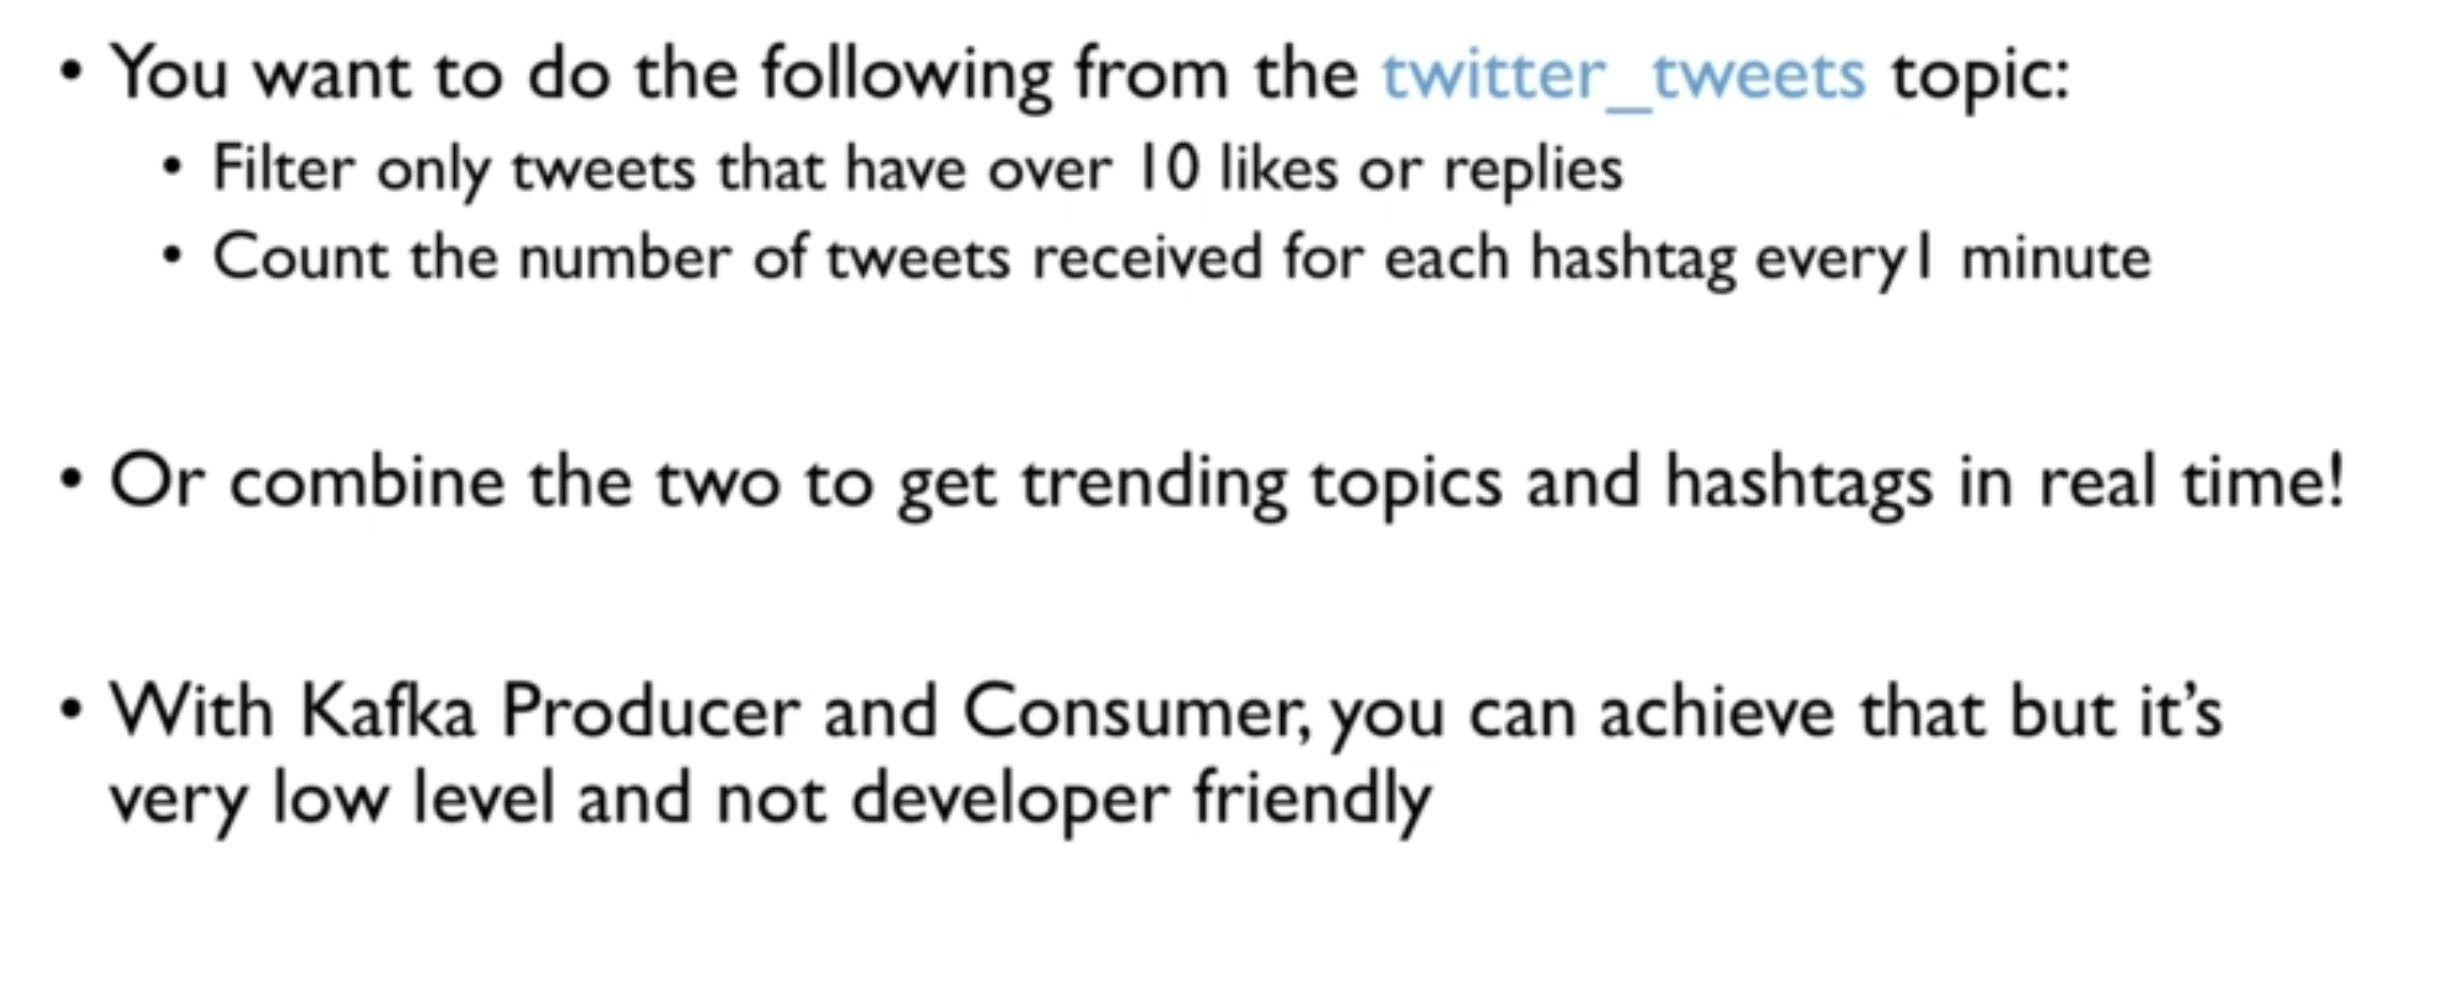 • You want to do the following from the twitter_tweets topic:
• Filter only tweets that have over 10 likes or replies
• Count the number of tweets received for each hashtag every1 minute
• Or combine the two to get trending topics and hashtags in real time!
• With Kafka Producer and Consumer, you can achieve that but it’s
very low level and not developer friendly